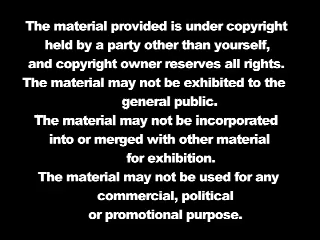 The material provided is under copyright
held by a party other than yourself,
and copyright owner reserves all rights.
The material may not be exhibited to the
general public.
The material may not be incorporated
into or merged with other material
for exhibition.
The material may not be used for any
commercial, political
or promotional purpose.